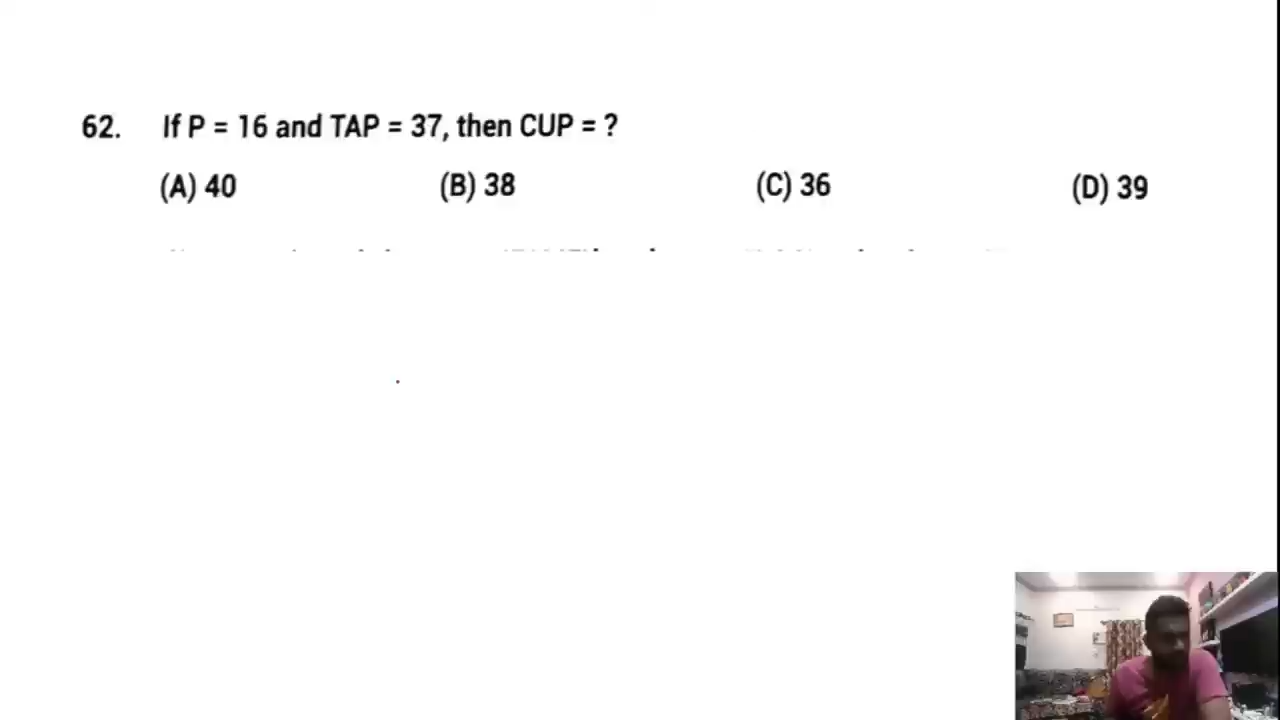 62. If P = 16 and TAP = 37, then CUP = ?
(A) 40 (B) 38 (C) 36 (D) 39